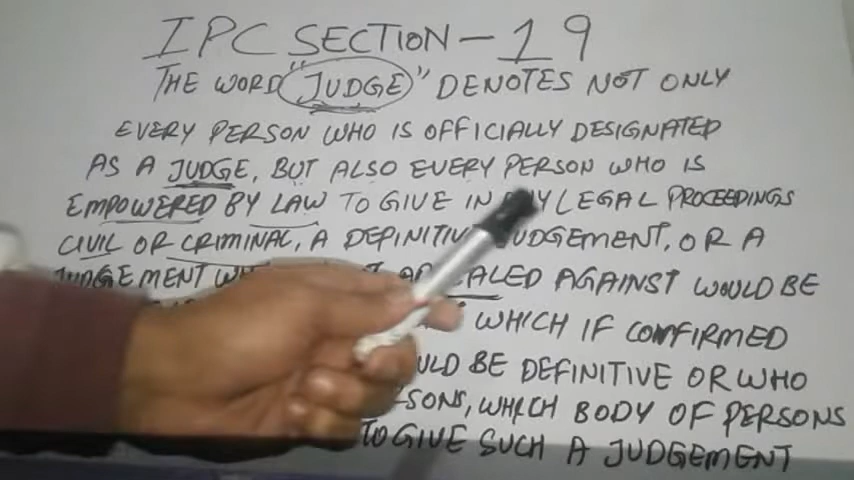 IPC SECTION - 19
THE WORD "JUDGE" DENOTES NOT ONLY
EVERY PERSON WHO IS OFFICIALLY DESIGNATED
AS A JUDGE, BUT ALSO EVERY PERSON WHO IS
EMPOWERED BY LAW TO GIVE IN LEGAL PROCEEDINGS
CIVIL OR CRIMINAL, A DEFINITIVE JUDGEMENT, OR A
JUDGEMENT AGAINST WOULD BE
WHICH IF CONFIRMED
BE DEFINITIVE OR WHO
WHICH BODY OF PERSONS
TO GIVE SUCH A JUDGEMENT